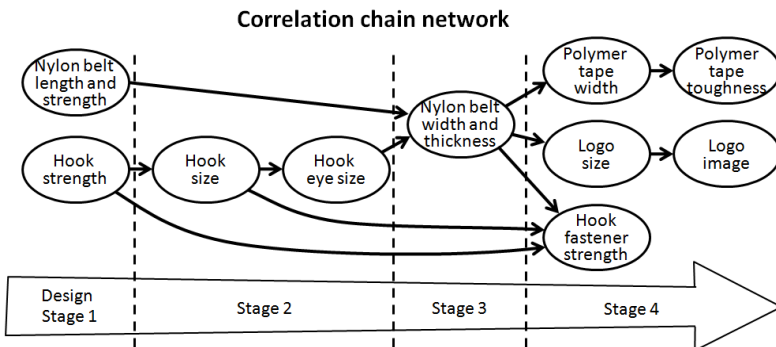 Correlation chain network
Nylon belt
length and
strength
Hook
strength
Hook
size
Hook
eye size
Nylon belt
width and
thickness
Polymer
tape
width
Polymer
tape
toughness
Logo
size
Logo
image
Hook
fastener
strength
Design
Stage 1
Stage 2
Stage 3
Stage 4